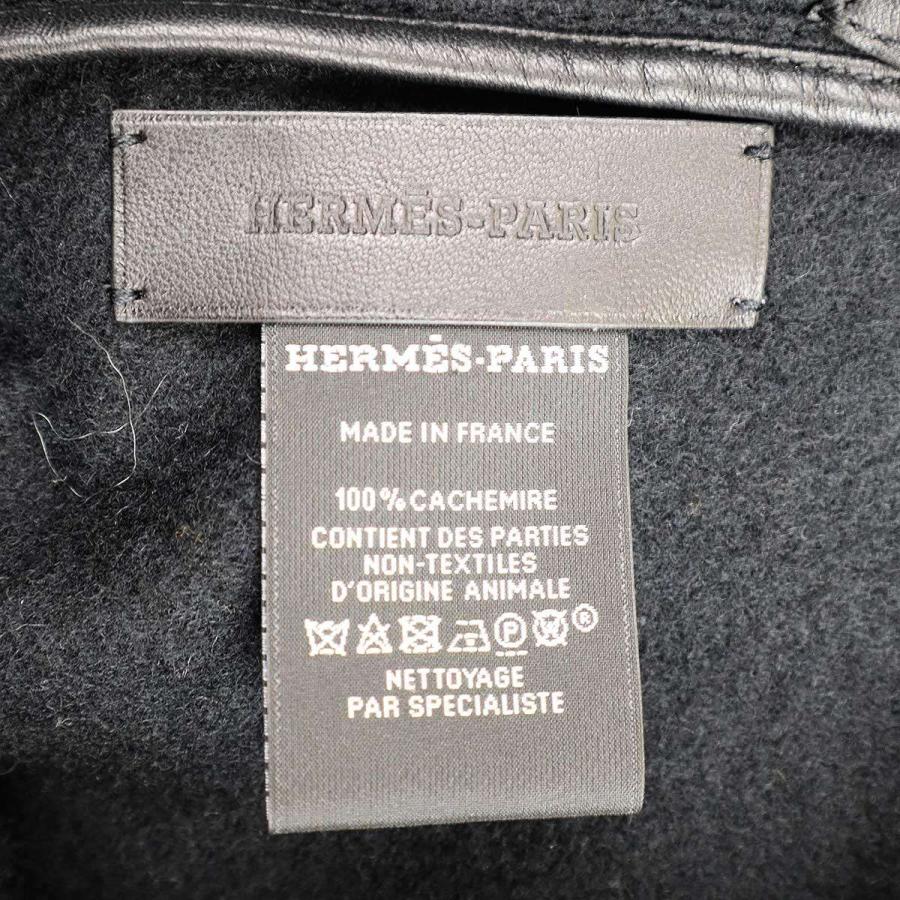 HERMÈS-PARIS
HERMÈS-PARIS
MADE IN FRANCE
100% CACHEMIRE
CONTIENT DES PARTIES
NON-TEXTILES
D'ORIGINE ANIMALE
P W ®
NETTOYAGE
PAR SPECIALISTE